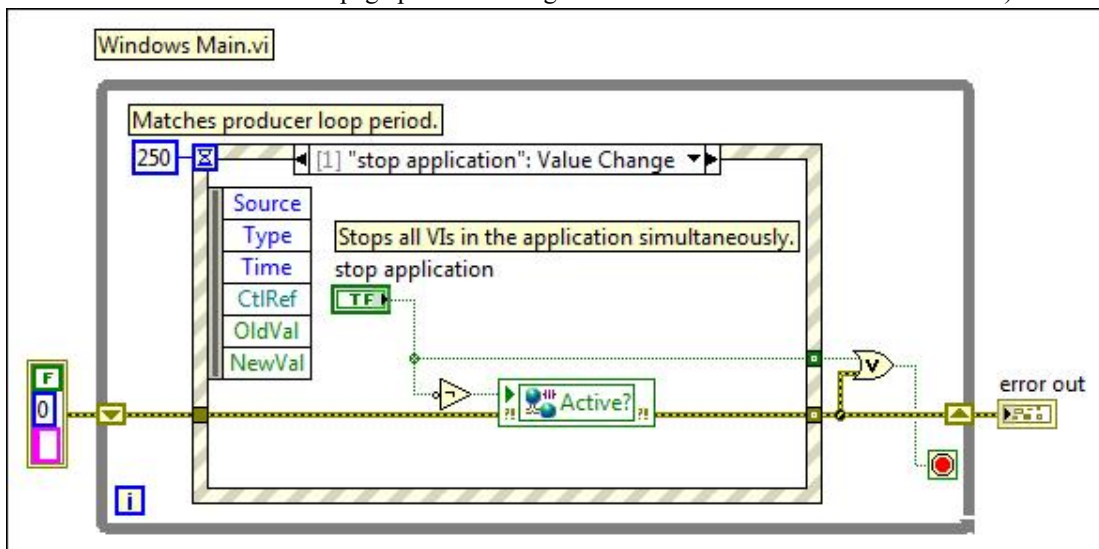 Windows Main.vi
Matches producer loop period.
250
[1] "stop application": Value Change
Source
Type
Time
CtlRef
OldVal
NewVal
Stops all VIs in the application simultaneously.
stop application
TF
F
0
?! Active? ?!
V
error out
i